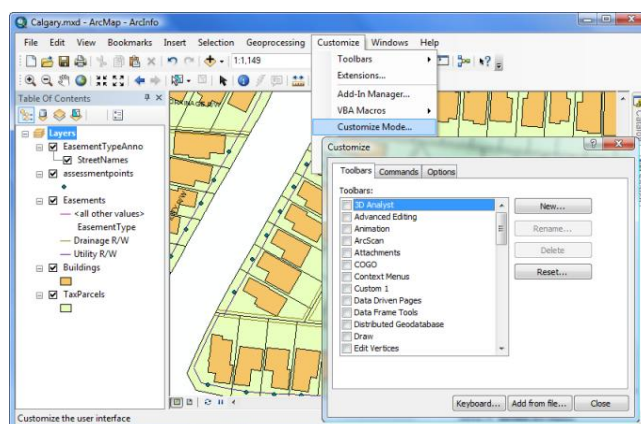 Calgary.mxd - ArcMap - ArcInfo
File Edit View Bookmarks Insert Selection Geoprocessing Customize Windows Help
1:1,149
Toolbars
Extensions...
Add-In Manager...
VBA Macros
Customize Mode...
Table Of Contents
Layers
EasementTypeAnno
StreetNames
assessmentpoints
Easements
<all other values>
EasementType
Drainage R/W
Utility R/W
Buildings
TaxParcels
Customize
Toolbars Commands Options
Toolbars:
3D Analyst
Advanced Editing
Animation
ArcScan
Attachments
COGO
Context Menus
Custom 1
Data Driven Pages
Data Frame Tools
Distributed Geodatabase
Draw
Edit Vertices
New...
Rename...
Delete
Reset...
Keyboard... Add from file... Close
Customize the user interface